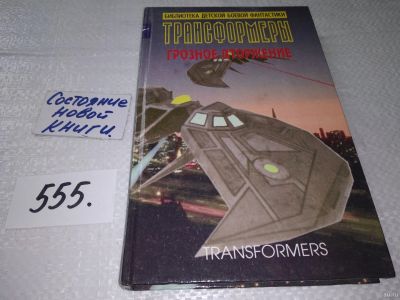 БИБЛИОТЕКА ДЕТСКОЙ БОЕВОЙ ФАНТАСТИКИ
ТРАНСФОРМЕРЫ
ГРОЗНОЕ ВТОРЖЕНИЕ
Состояние
новой
книги.
555.
TRANSFORMERS